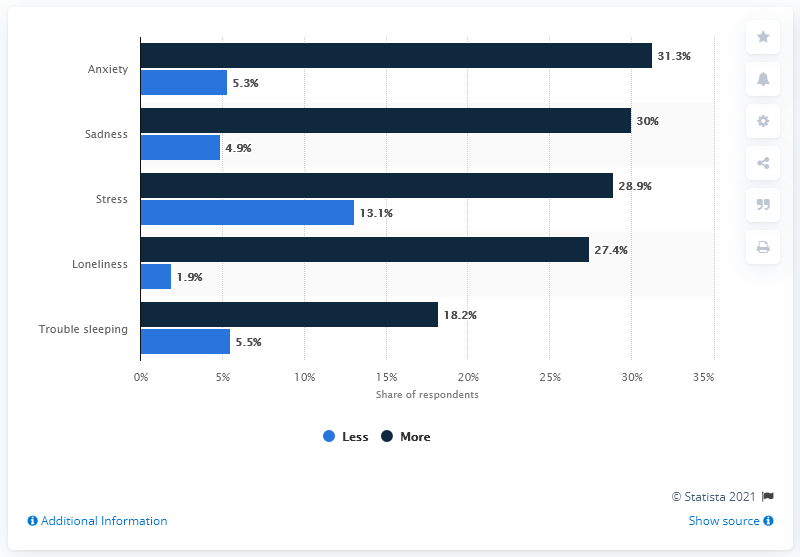 Anxiety
31.3%
5.3%
Sadness
30%
4.9%
Stress
28.9%
13.1%
Loneliness
27.4%
1.9%
Trouble sleeping
18.2%
5.5%
0% 5% 10% 15% 20% 25% 30% 35%
Share of respondents
Less More
© Statista 2021
Additional Information Show source